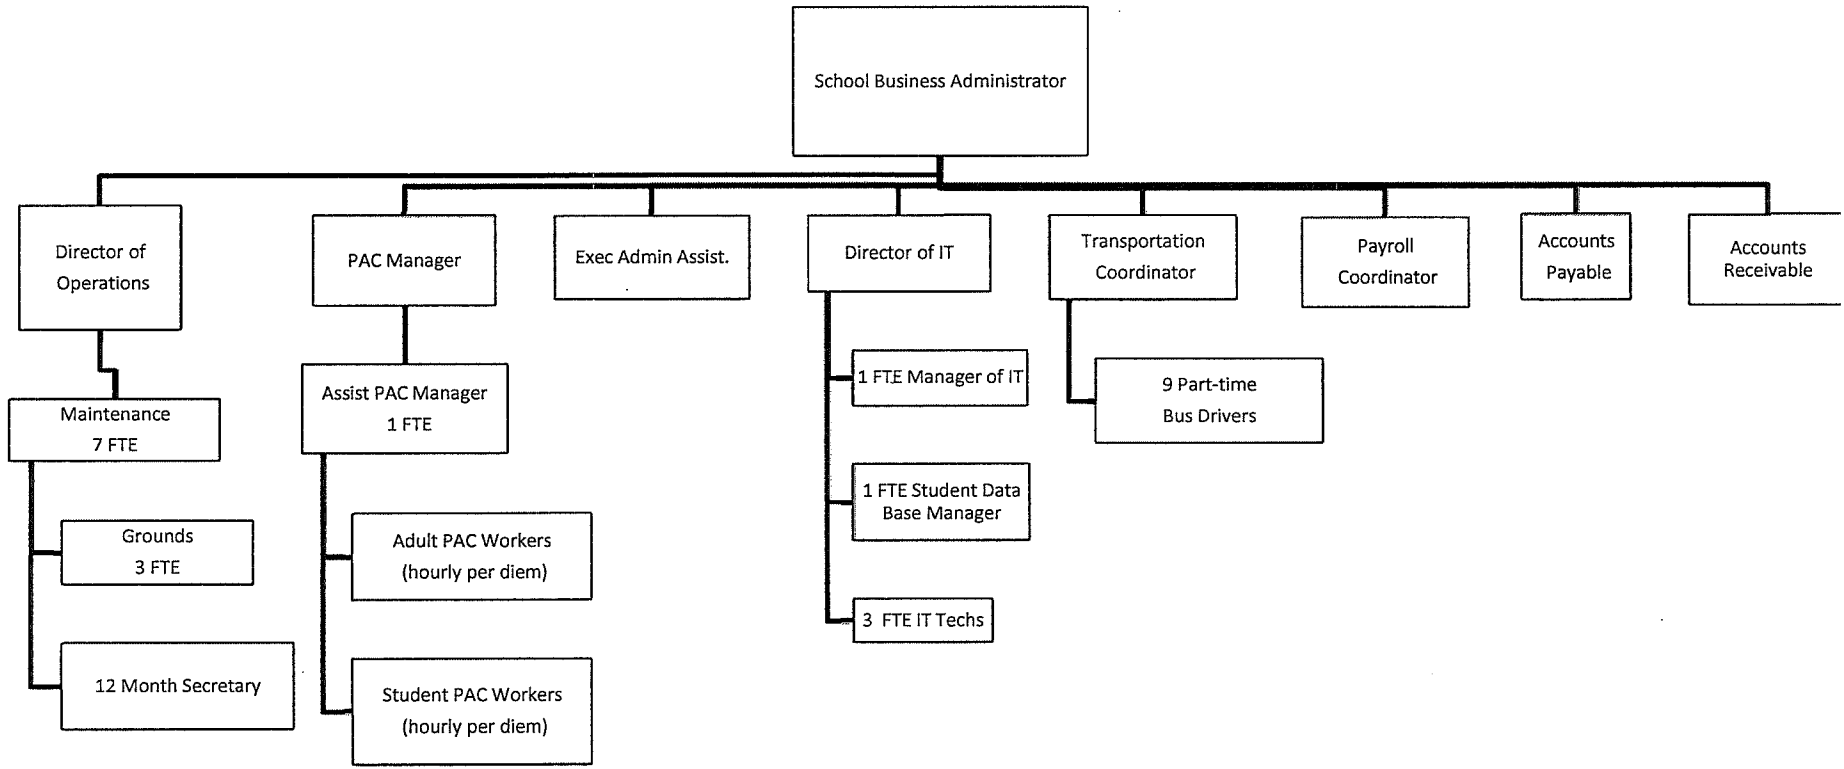 School Business Administrator
Director of
Operations
PAC Manager
Exec Admin Assist.
Director of IT
Transportation
Coordinator
Payroll
Coordinator
Accounts
Payable
Accounts
Receivable
Maintenance
7 FTE
Grounds
3 FTE
12 Month Secretary
Assist PAC Manager
1 FTE
Adult PAC Workers
(hourly per diem)
Student PAC Workers
(hourly per diem)
1 FTE Manager of IT
1 FTE Student Data
Base Manager
3 FTE IT Techs
9 Part-time
Bus Drivers